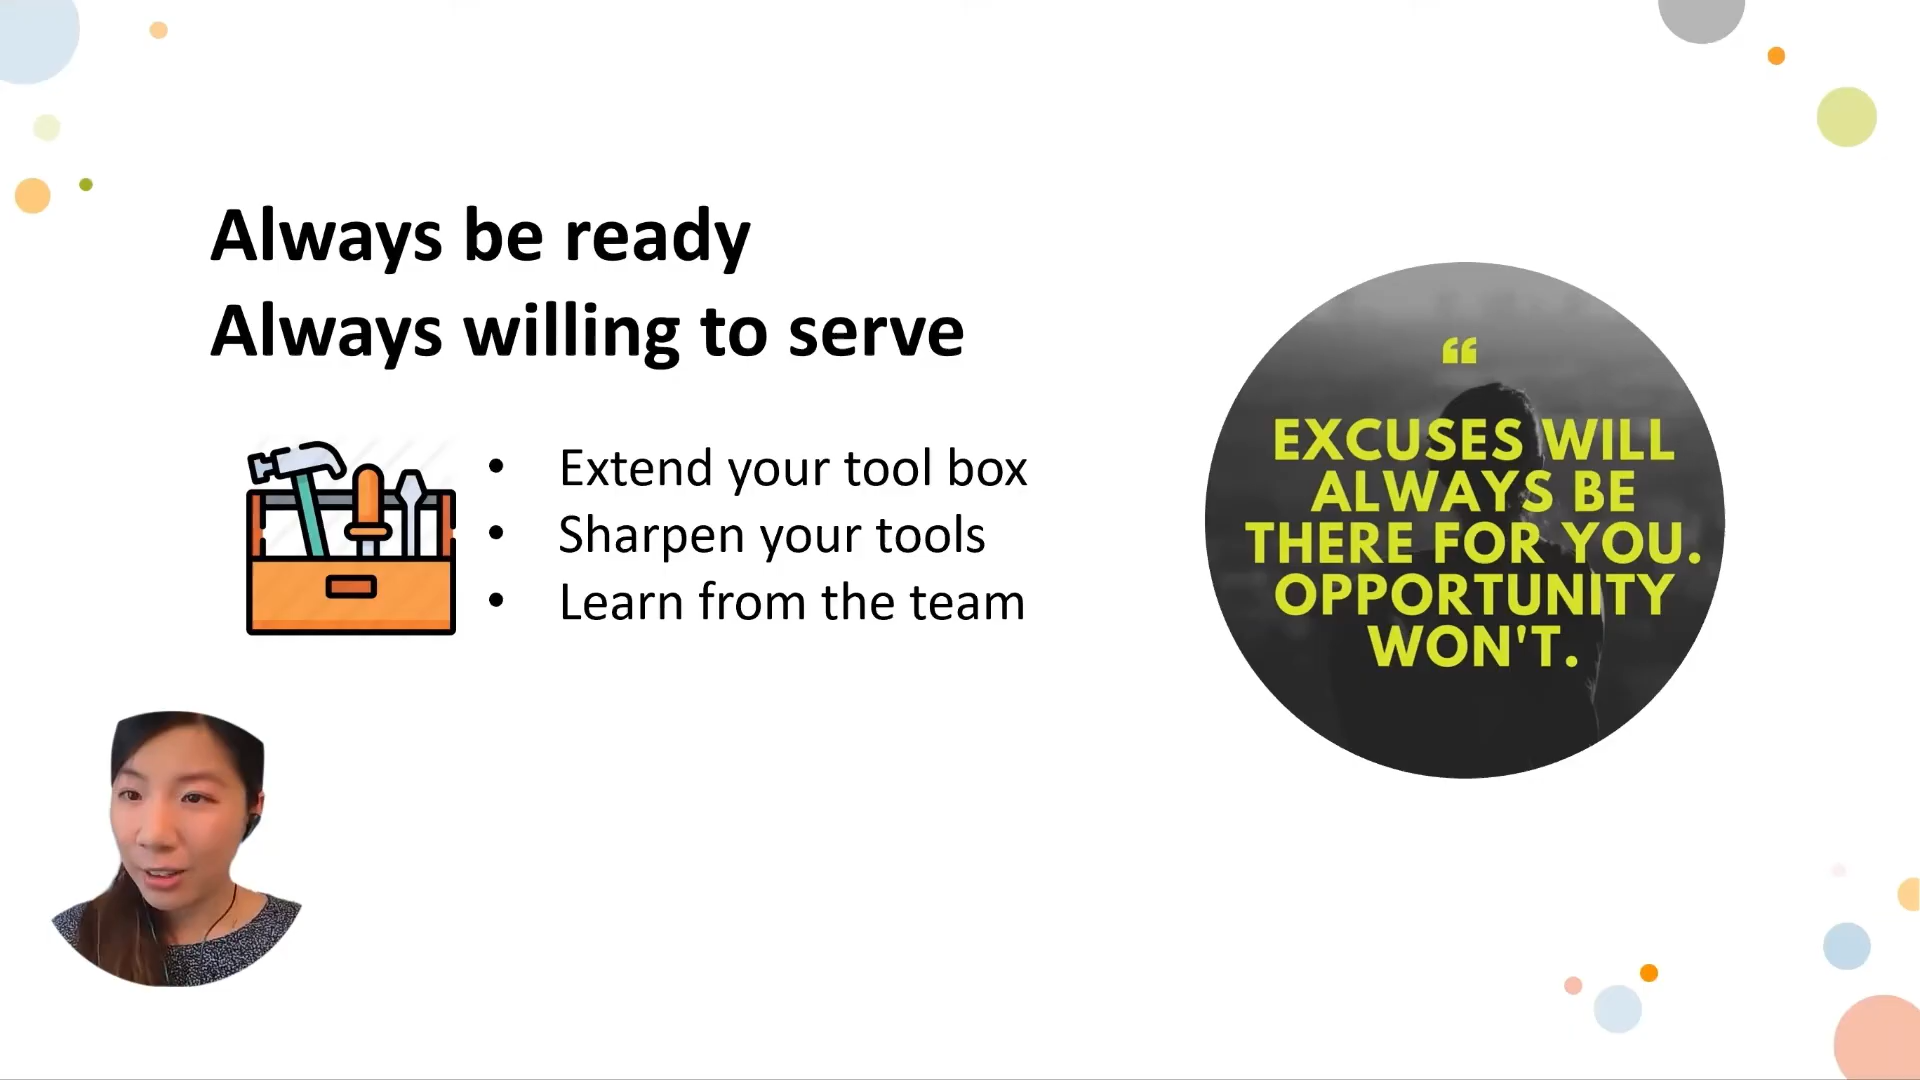 Always be ready
Always willing to serve
• Extend your tool box
• Sharpen your tools
• Learn from the team
“
EXCUSES WILL
ALWAYS BE
THERE FOR YOU.
OPPORTUNITY
WON'T.